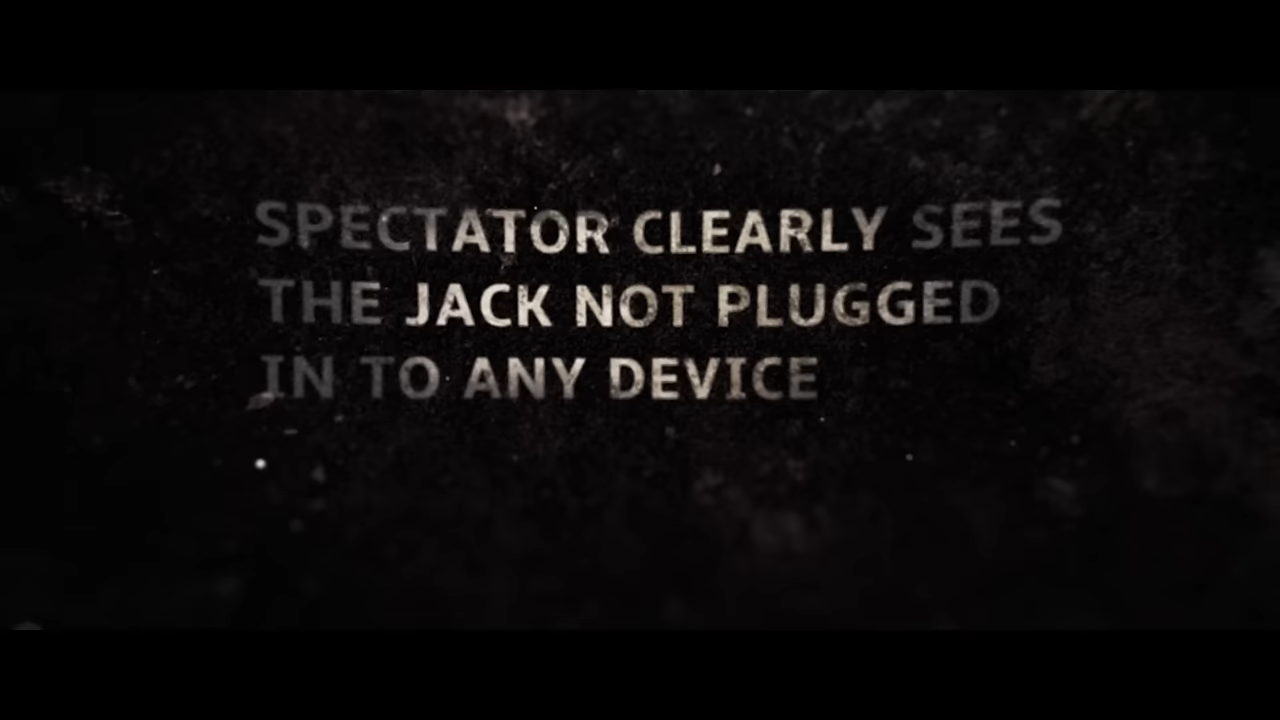 SPECTATOR CLEARLY SEES
THE JACK NOT PLUGGED
IN TO ANY DEVICE